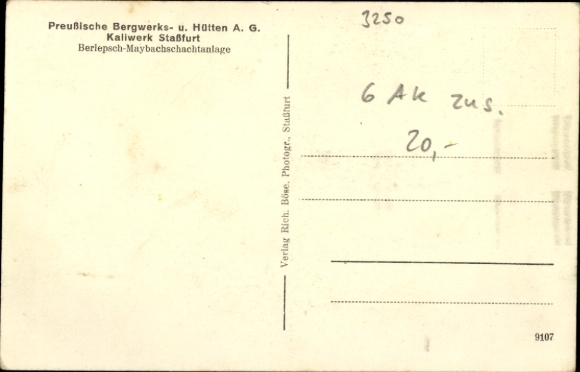 Preußische Bergwerks- u. Hütten A. G.
Kaliwerk Staßfurt
Berlepsch-Maybachschachtanlage
Verlag Rich. Böse, Photogr., Staßfurt
3250
6 AK zus.
20,-
9107